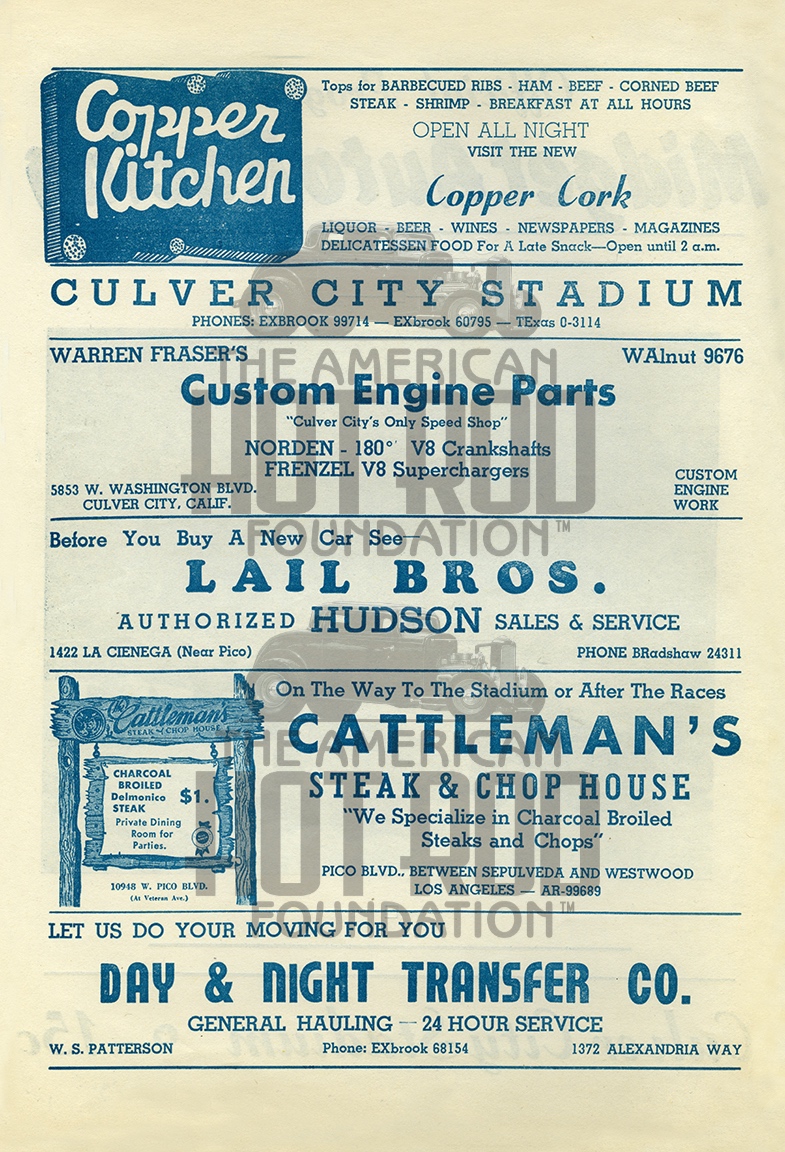 Copper
Kitchen
Tops for BARBECUED RIBS - HAM - BEEF - CORNED BEEF
STEAK - SHRIMP - BREAKFAST AT ALL HOURS
OPEN ALL NIGHT
VISIT THE NEW
Copper Cork
LIQUOR - BEER - WINES - NEWSPAPERS - MAGAZINES
DELICATESSEN FOOD For A Late Snack—Open until 2 a.m.
CULVER CITY STADIUM
PHONES: EXBROOK 99714 — EXbrook 60795 — TExas 0-3114
WARREN FRASER'S
WAlnut 9676
Custom Engine Parts
"Culver City's Only Speed Shop"
NORDEN - 180° V8 Crankshafts
FRENZEL V8 Superchargers
5853 W. WASHINGTON BLVD.
CULVER CITY, CALIF.
CUSTOM
ENGINE
WORK
THE AMERICAN
HOT ROD
FOUNDATION™
Before You Buy A New Car See—
LAIL BROS.
AUTHORIZED HUDSON SALES & SERVICE
1422 LA CIENEGA (Near Pico)
PHONE BRadshaw 24311
The Cattleman's
STEAK & CHOP HOUSE
CHARCOAL
BROILED
Delmonico
STEAK
$1.
Private Dining
Room for
Parties.
10948 W. PICO BLVD.
(At Veteran Ave.)
On The Way To The Stadium or After The Races
CATTLEMAN'S
STEAK & CHOP HOUSE
"We Specialize in Charcoal Broiled
Steaks and Chops"
PICO BLVD., BETWEEN SEPULVEDA AND WESTWOOD
LOS ANGELES — AR-99689
THE AMERICAN
HOT ROD
FOUNDATION™
LET US DO YOUR MOVING FOR YOU
DAY & NIGHT TRANSFER CO.
GENERAL HAULING — 24 HOUR SERVICE
W. S. PATTERSON
Phone: EXbrook 68154
1372 ALEXANDRIA WAY